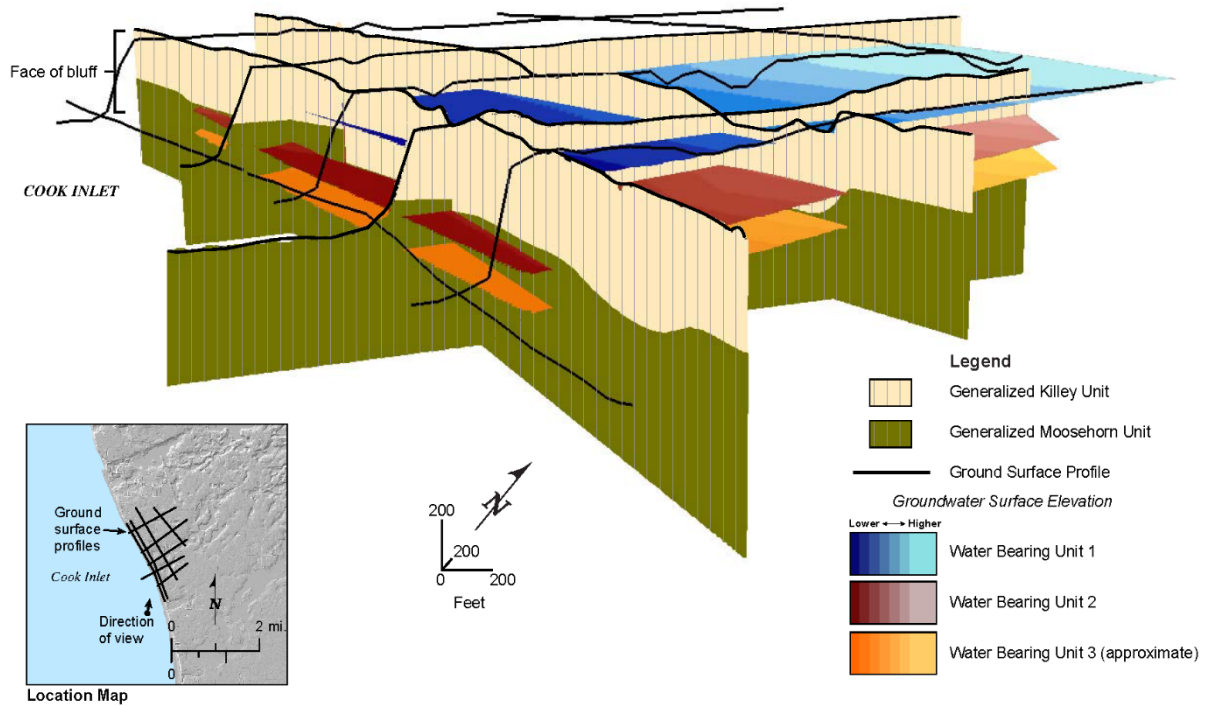 Face of bluff
COOK INLET
Legend
Generalized Killey Unit
Generalized Moosehorn Unit
Ground Surface Profile
Groundwater Surface Elevation
Lower ⟷ Higher
Water Bearing Unit 1
Water Bearing Unit 2
Water Bearing Unit 3 (approximate)
N
200
200
0 200
Feet
Ground
surface
profiles
Cook Inlet
Direction
of view
N
0 2 mi.
0
Location Map